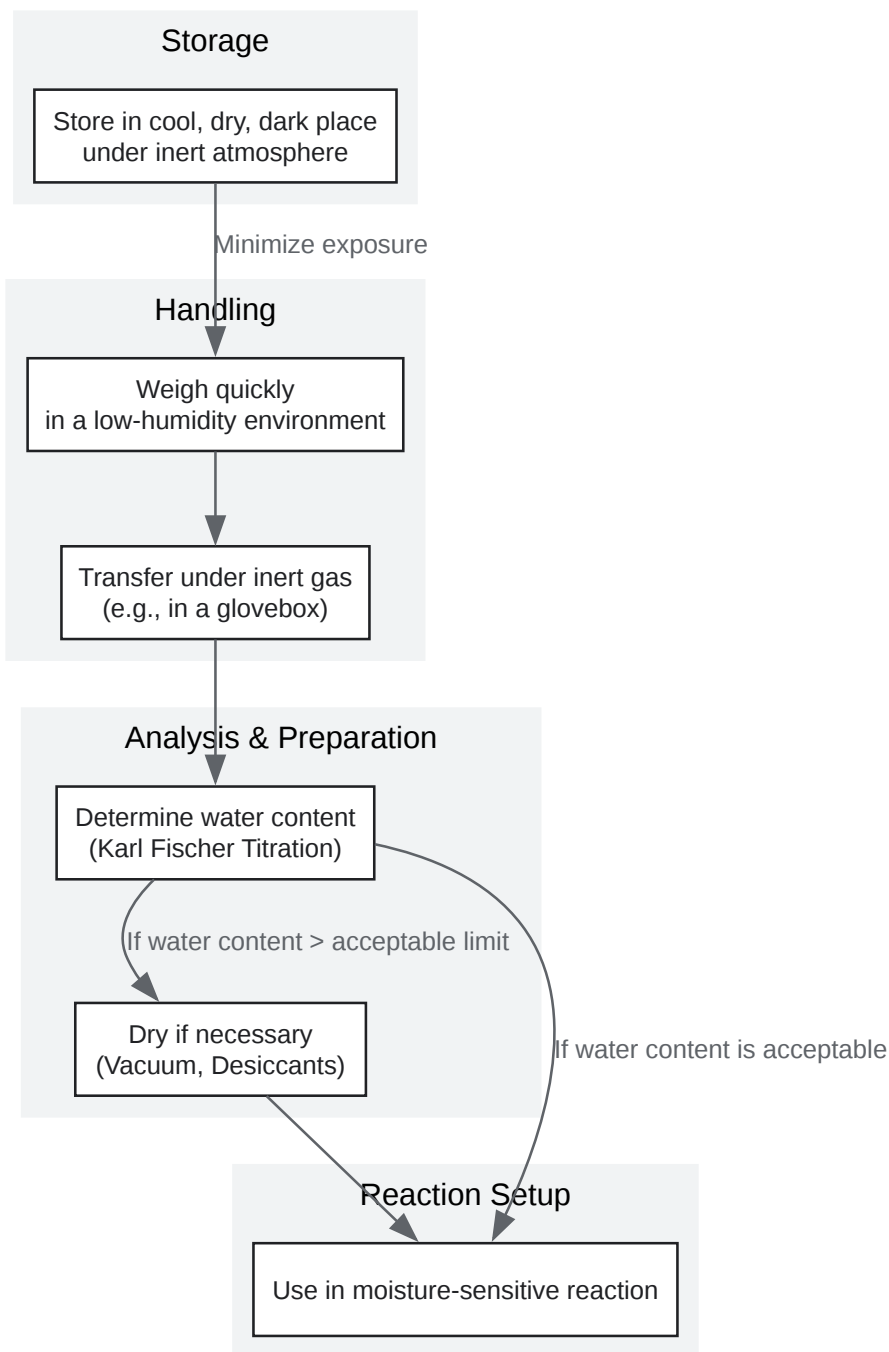 Storage
Store in cool, dry, dark place
under inert atmosphere
Minimize exposure
Handling
Weigh quickly
in a low-humidity environment
Transfer under inert gas
(e.g., in a glovebox)
Analysis & Preparation
Determine water content
(Karl Fischer Titration)
If water content > acceptable limit
Dry if necessary
(Vacuum, Desiccants)
If water content is acceptable
Reaction Setup
Use in moisture-sensitive reaction